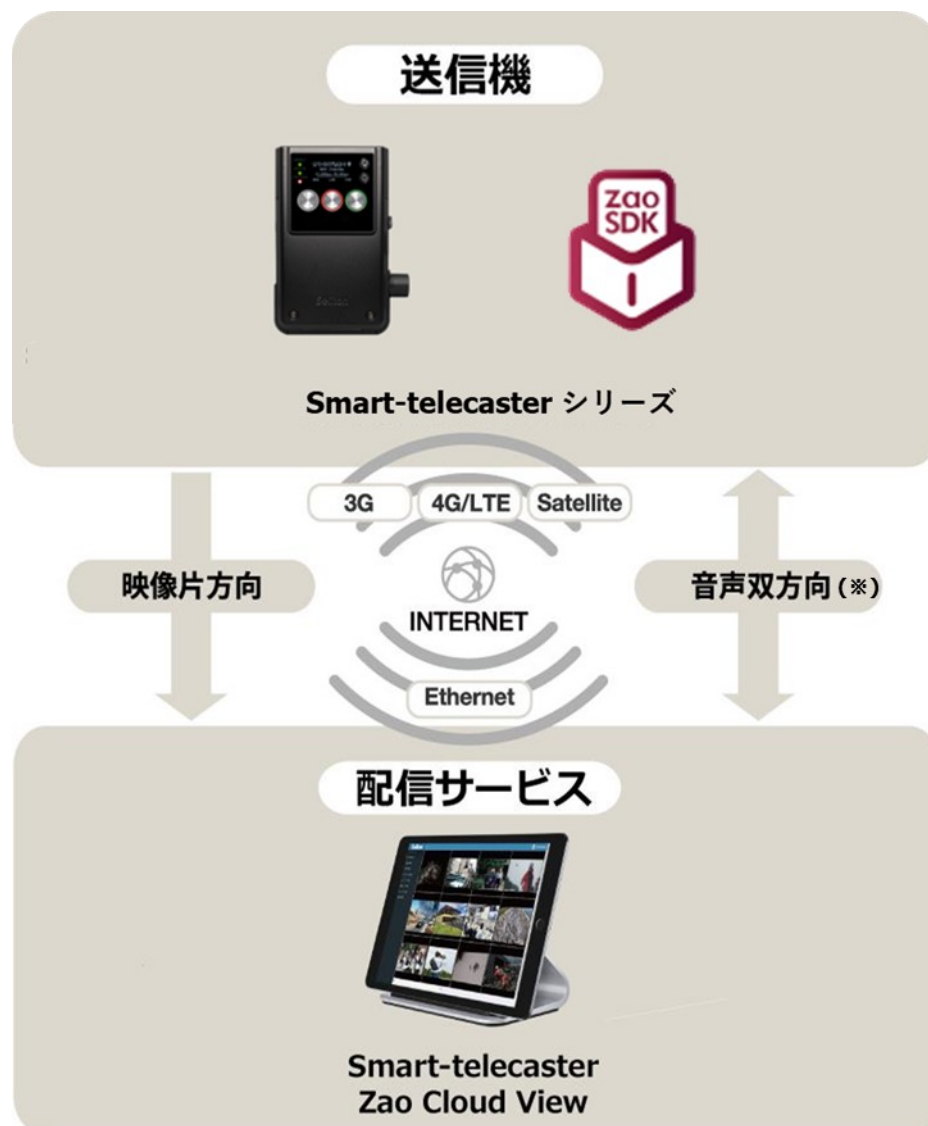 送信機
Zao
SDK
Soliton
Smart-telecaster シリーズ
3G
4G/LTE
Satellite
映像片方向
INTERNET
音声双方向(※)
Ethernet
配信サービス
Smart-telecaster
Zao Cloud View